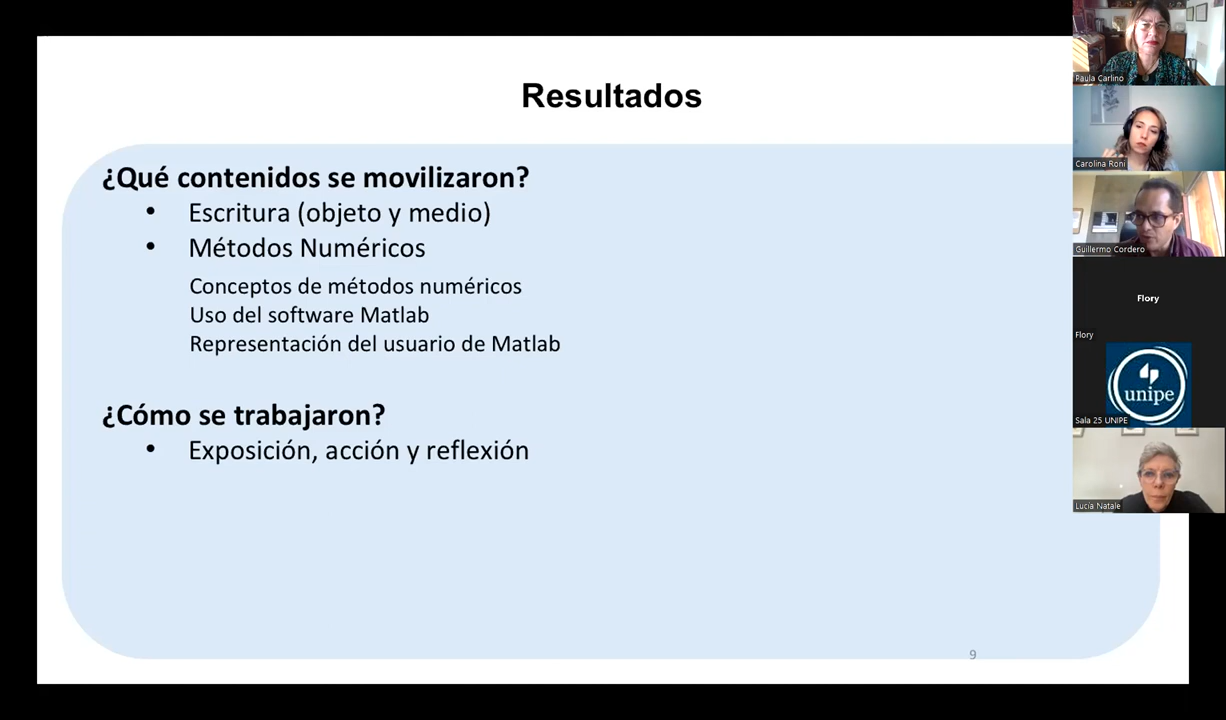 Resultados
¿Qué contenidos se movilizaron?
• Escritura (objeto y medio)
• Métodos Numéricos
Conceptos de métodos numéricos
Uso del software Matlab
Representación del usuario de Matlab
¿Cómo se trabajaron?
• Exposición, acción y reflexión
9
Paula Carlino
Carolina Roni
Guillermo Cordero
Flory
Flory
unipe
Sala 25 UNIPE
Lucía Natale